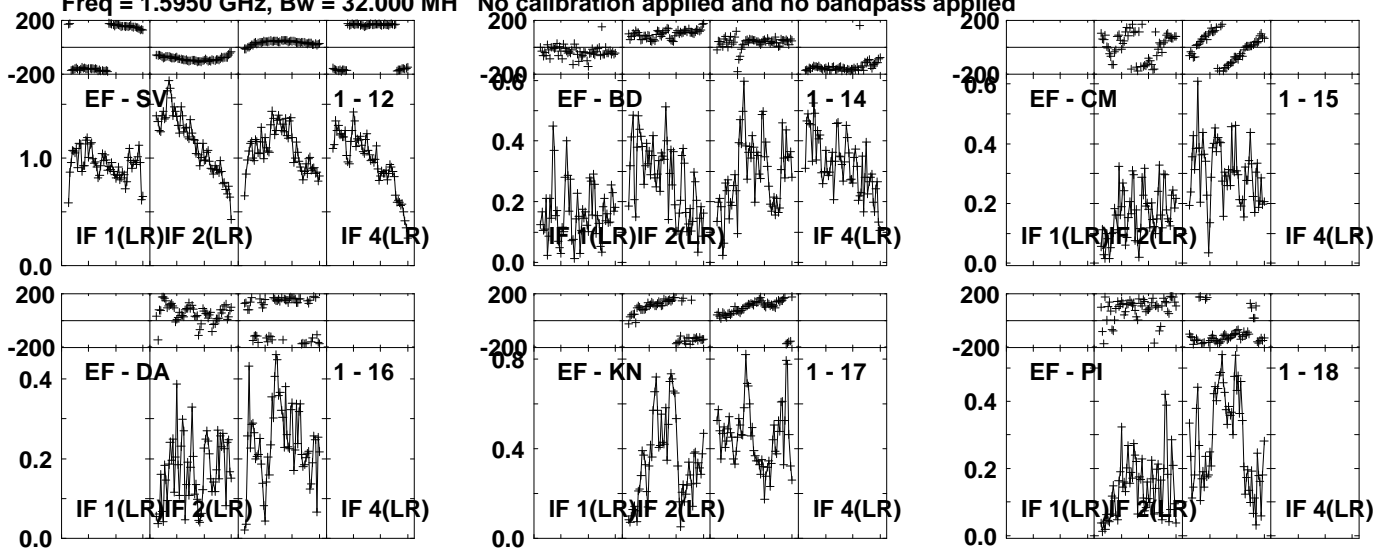 Freq = 1.5950 GHz, Bw = 32.000 MH No calibration applied and no bandpass applied
200
-200
EF - SV
1 - 12
1.0
0.0
IF 1(LR)
IF 2(LR)
IF 4(LR)
-200
0.6
EF - BD
1 - 14
0.4
0.2
0.0
IF 1(LR)
IF 2(LR)
IF 4(LR)
200
-200
0.6
EF - CM
1 - 15
0.4
0.2
0.0
IF 1(LR)
IF 2(LR)
IF 4(LR)
200
-200
EF - DA
1 - 16
0.4
0.2
0.0
IF 1(LR)
IF 2(LR)
IF 4(LR)
200
-200
0.8
EF - KN
1 - 17
0.4
0.0
IF 1(LR)
IF 2(LR)
IF 4(LR)
200
-200
EF - PI
1 - 18
0.4
0.2
0.0
IF 1(LR)
IF 2(LR)
IF 4(LR)